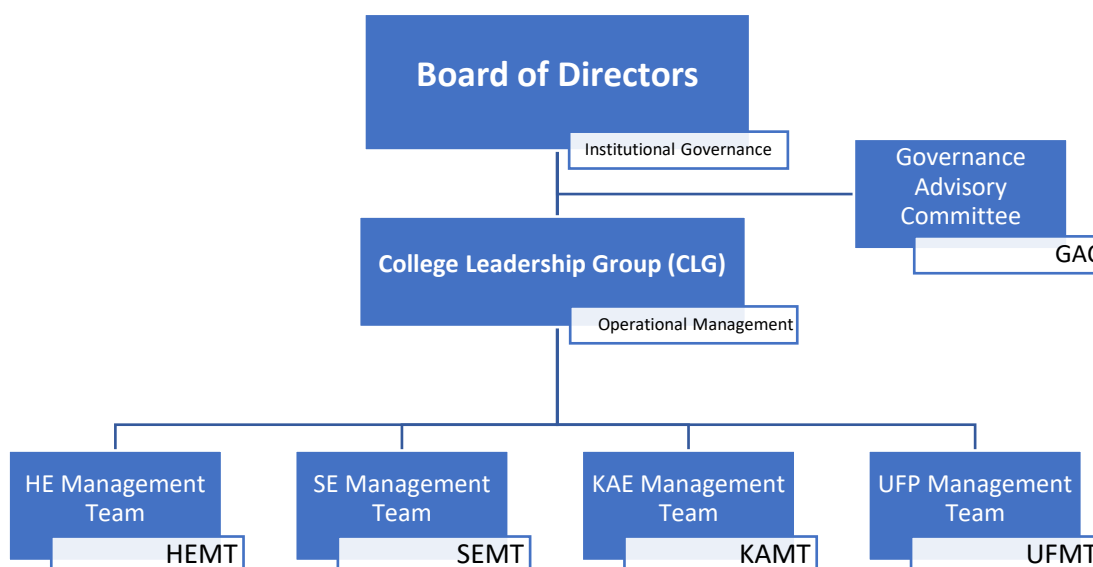 Board of Directors
Institutional Governance
Governance
Advisory
Committee
GAC
College Leadership Group (CLG)
Operational Management
HE Management
Team
HEMT
SE Management
Team
SEMT
KAE Management
Team
KAMT
UFP Management
Team
UFMT